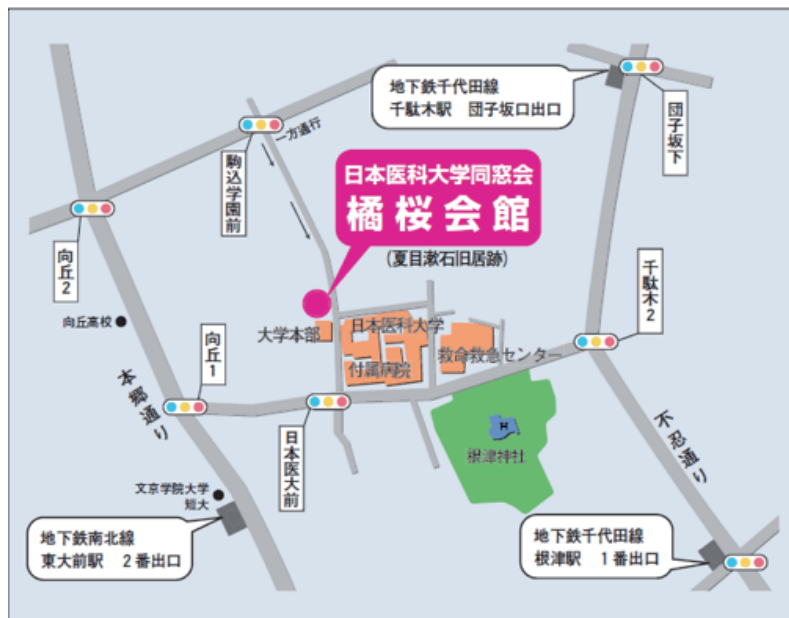 地下鉄千代田線
千駄木駅　団子坂口出口
団子坂下
一方通行
駒込学園前
日本医科大学同窓会
橘桜会館
(夏目漱石旧居跡)
向丘2
千駄木2
向丘高校
大学本部
日本医科大学
付属病院
救命救急センター
向丘1
本郷通り
日本医大前
根津神社
H
不忍通り
文京学院大学
短大
地下鉄南北線
東大前駅　2番出口
地下鉄千代田線
根津駅　1番出口